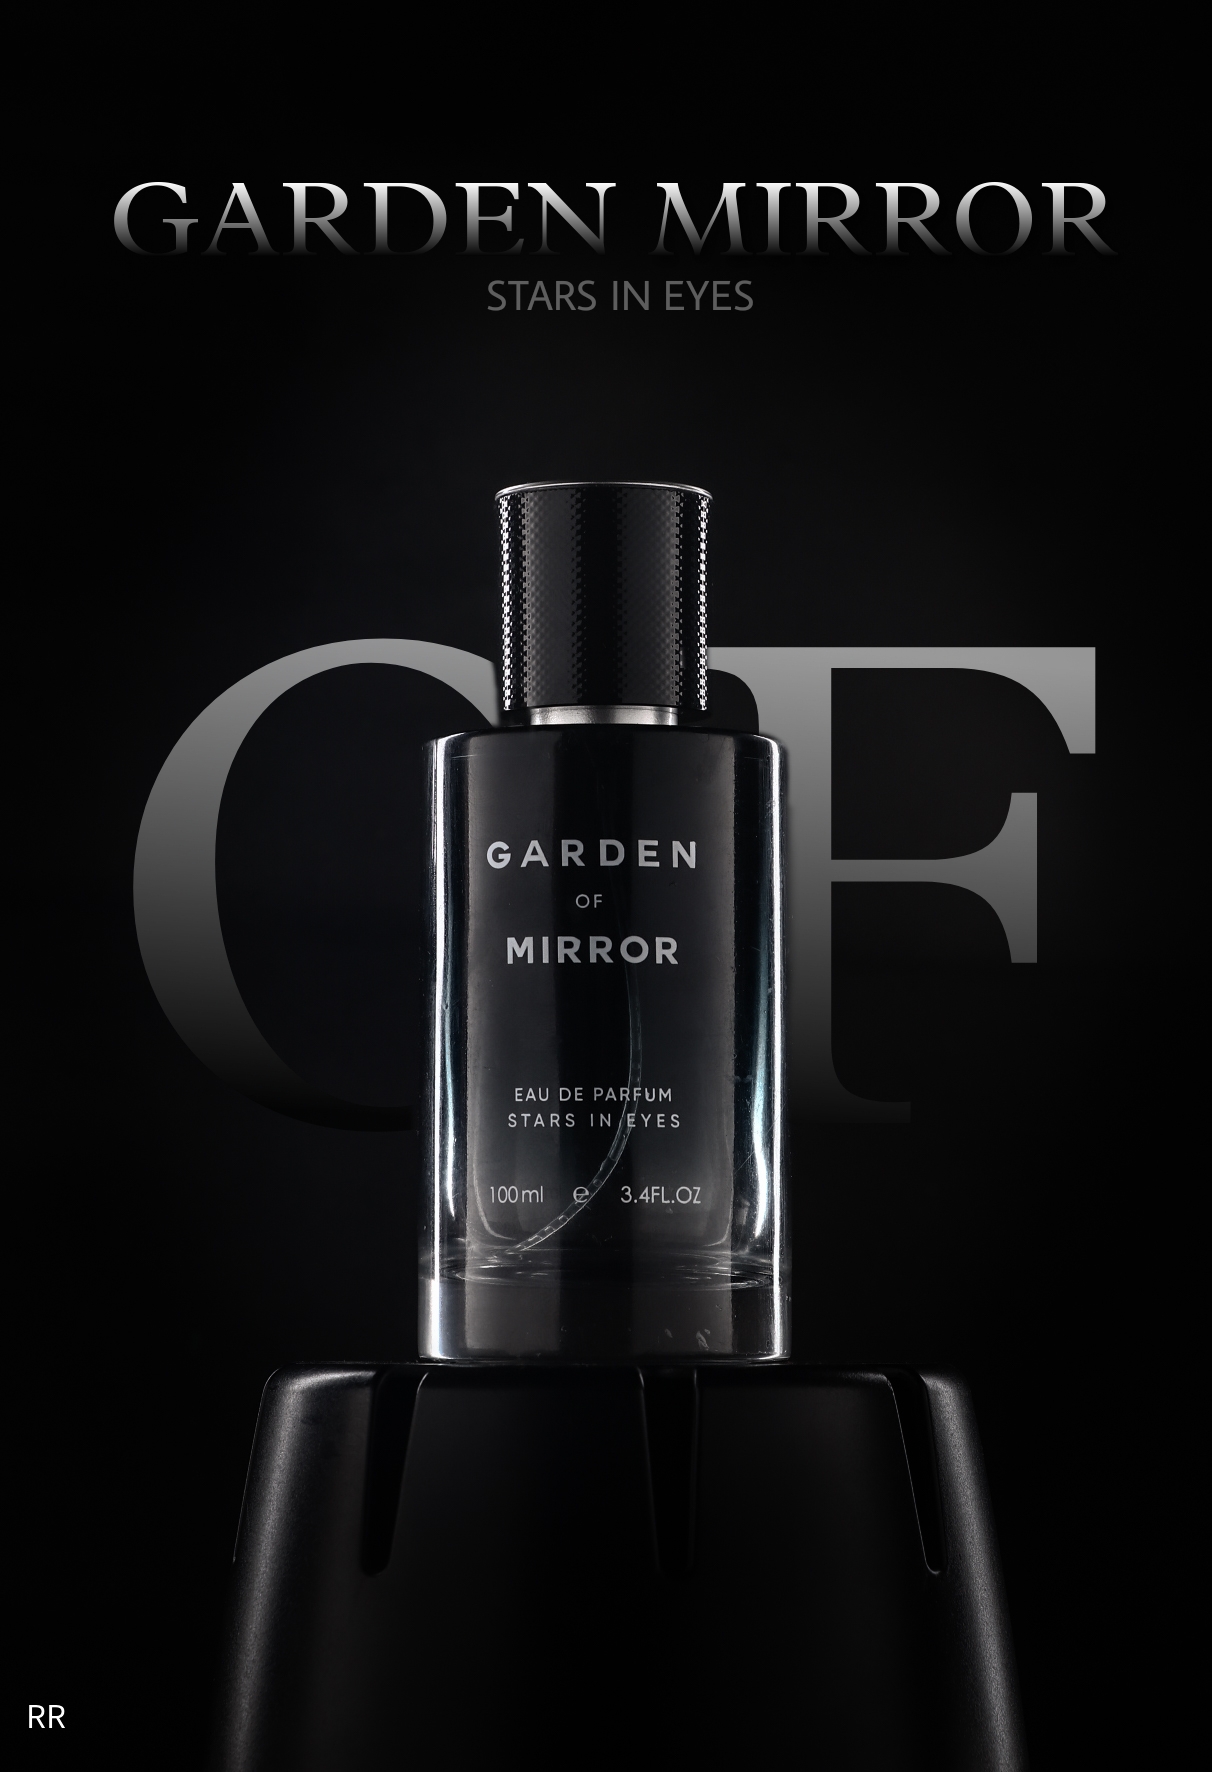 GARDEN MIRROR
STARS IN EYES
GARDEN
OF
MIRROR
EAU DE PARFUM
STARS IN EYES
100ml e 3.4FL.OZ
RR